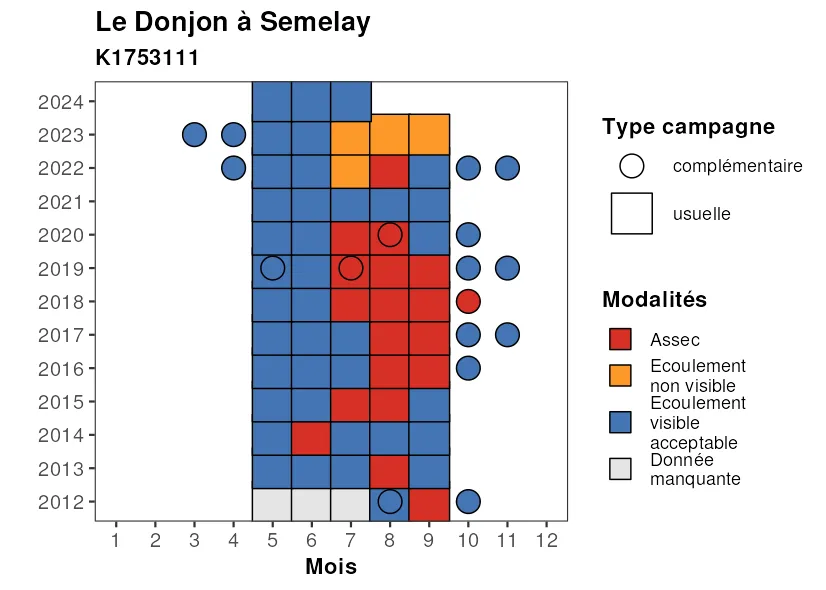 Le Donjon à Semelay
K1753111
2024
2023
2022
2021
2020
2019
2018
2017
2016
2015
2014
2013
2012
1 2 3 4 5 6 7 8 9 10 11 12
Mois
Type campagne
complémentaire
usuelle
Modalités
Assec
Ecoulement
non visible
Ecoulement
visible
acceptable
Donnée
manquante